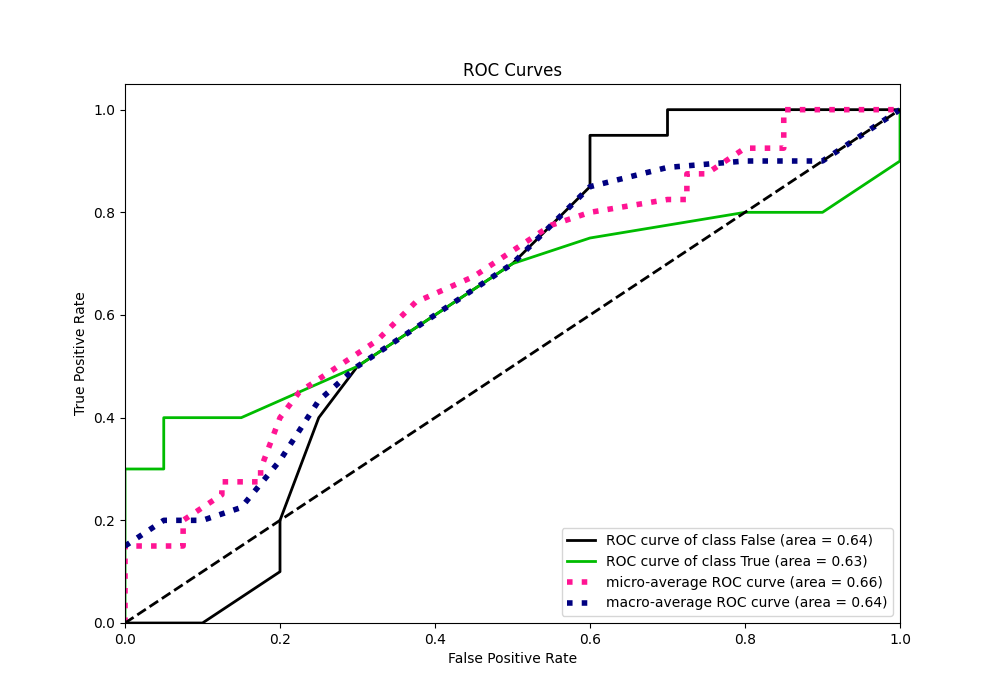 ROC Curves
1.0
0.8
0.6
0.4
0.2
0.0
True Positive Rate
0.0 0.2 0.4 0.6 0.8 1.0
False Positive Rate
ROC curve of class False (area = 0.64)
ROC curve of class True (area = 0.63)
micro-average ROC curve (area = 0.66)
macro-average ROC curve (area = 0.64)